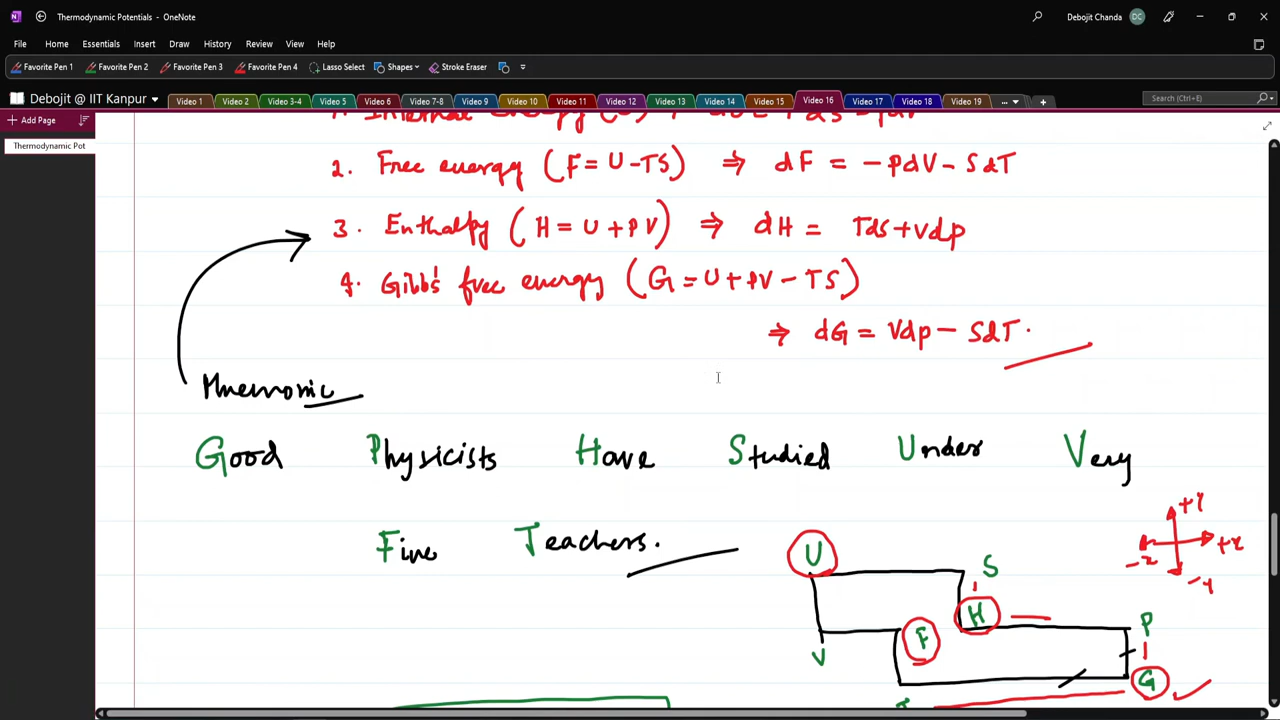 Thermodynamic Potentials - OneNote
Debojit Chanda DC
File Home Essentials Insert Draw History Review View Help
Favorite Pen 1 Favorite Pen 2 Favorite Pen 3 Favorite Pen 4 Lasso Select Shapes Stroke Eraser
Debojit @ IIT Kanpur Video 1 Video 2 Video 3-4 Video 5 Video 6 Video 7-8 Video 9 Video 10 Video 11 Video 12 Video 13 Video 14 Video 15 Video 16 Video 17 Video 18 Video 19 ... + Search (Ctrl+E)
+ Add Page
Thermodynamic Pot
1. Internal energy (U) ⇒
2. Free energy (F = U - TS) ⇒ dF = -PdV - SdT
3. Enthalpy (H = U + PV) ⇒ dH = Tds + Vdp
4. Gibb's free energy (G = U + PV - TS)
⇒ dG = Vdp - SdT.
Mnemonic
Good Physicists Have Studied Under Very
Fine Teachers.
+Y
-x +x
-Y
U S
H
F P
V
G